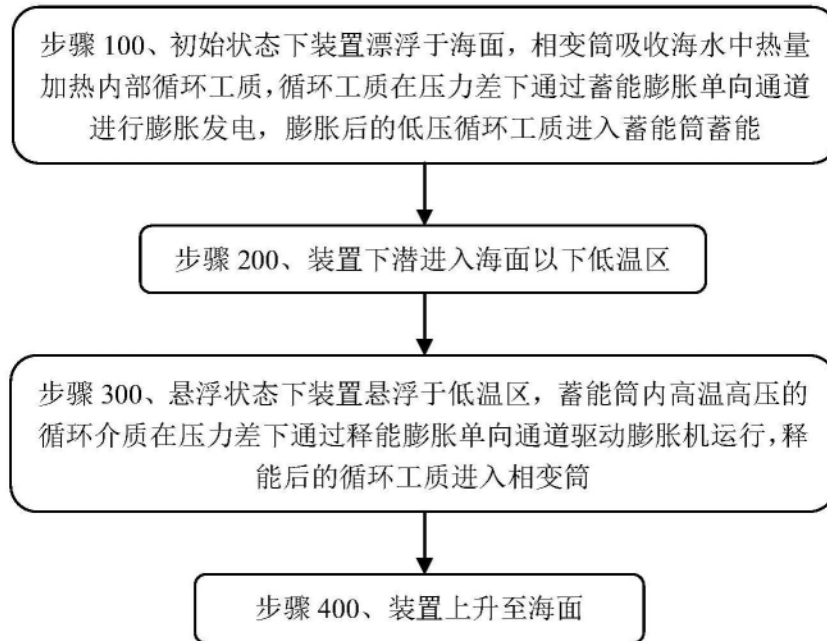 步骤 100、初始状态下装置漂浮于海面，相变筒吸收海水中热量
加热内部循环工质，循环工质在压力差下通过蓄能膨胀单向通道
进行膨胀发电，膨胀后的低压循环工质进入蓄能筒蓄能
步骤 200、装置下潜进入海面以下低温区
步骤 300、悬浮状态下装置悬浮于低温区，蓄能筒内高温高压的
循环介质在压力差下通过释能膨胀单向通道驱动膨胀机运行，释
能后的循环工质进入相变筒
步骤 400、装置上升至海面